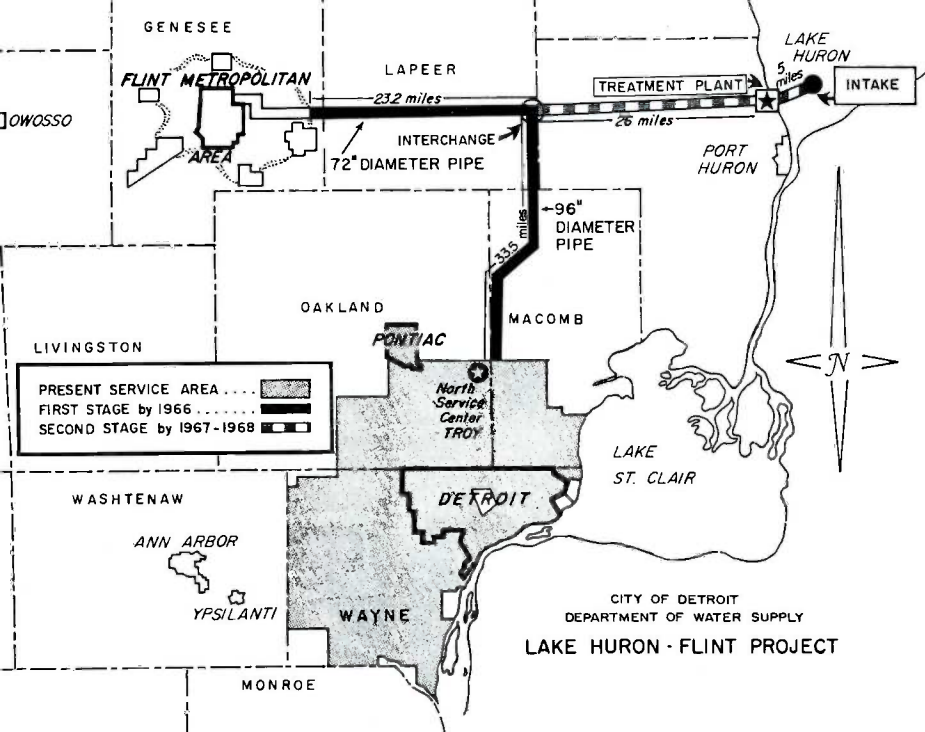 GENESEE
LAKE
HURON
FLINT METROPOLITAN
LAPEER
5
miles
TREATMENT PLANT
INTAKE
23.2 miles
OWOSSO
26 miles
INTERCHANGE
PORT
HURON
AREA
72" DIAMETER PIPE
96"
DIAMETER
PIPE
33.5 miles
OAKLAND
MACOMB
PONTIAC
N
LIVINGSTON
PRESENT SERVICE AREA ....
FIRST STAGE by 1966 .......
SECOND STAGE by 1967-1968
North
Service
Center
TROY
LAKE
ST. CLAIR
WASHTENAW
DETROIT
ANN ARBOR
YPSILANTI
WAYNE
CITY OF DETROIT
DEPARTMENT OF WATER SUPPLY
LAKE HURON - FLINT PROJECT
MONROE